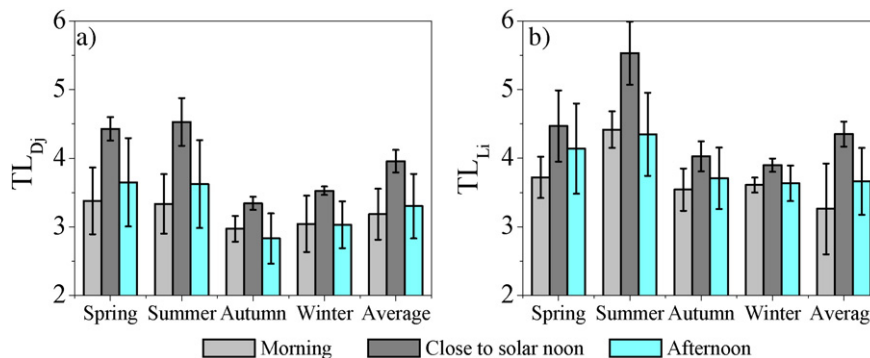 a)
TL_Dj
6
5
4
3
2
Spring Summer Autumn Winter Average
b)
TL_Li
6
5
4
3
2
Spring Summer Autumn Winter Average
Morning Close to solar noon Afternoon